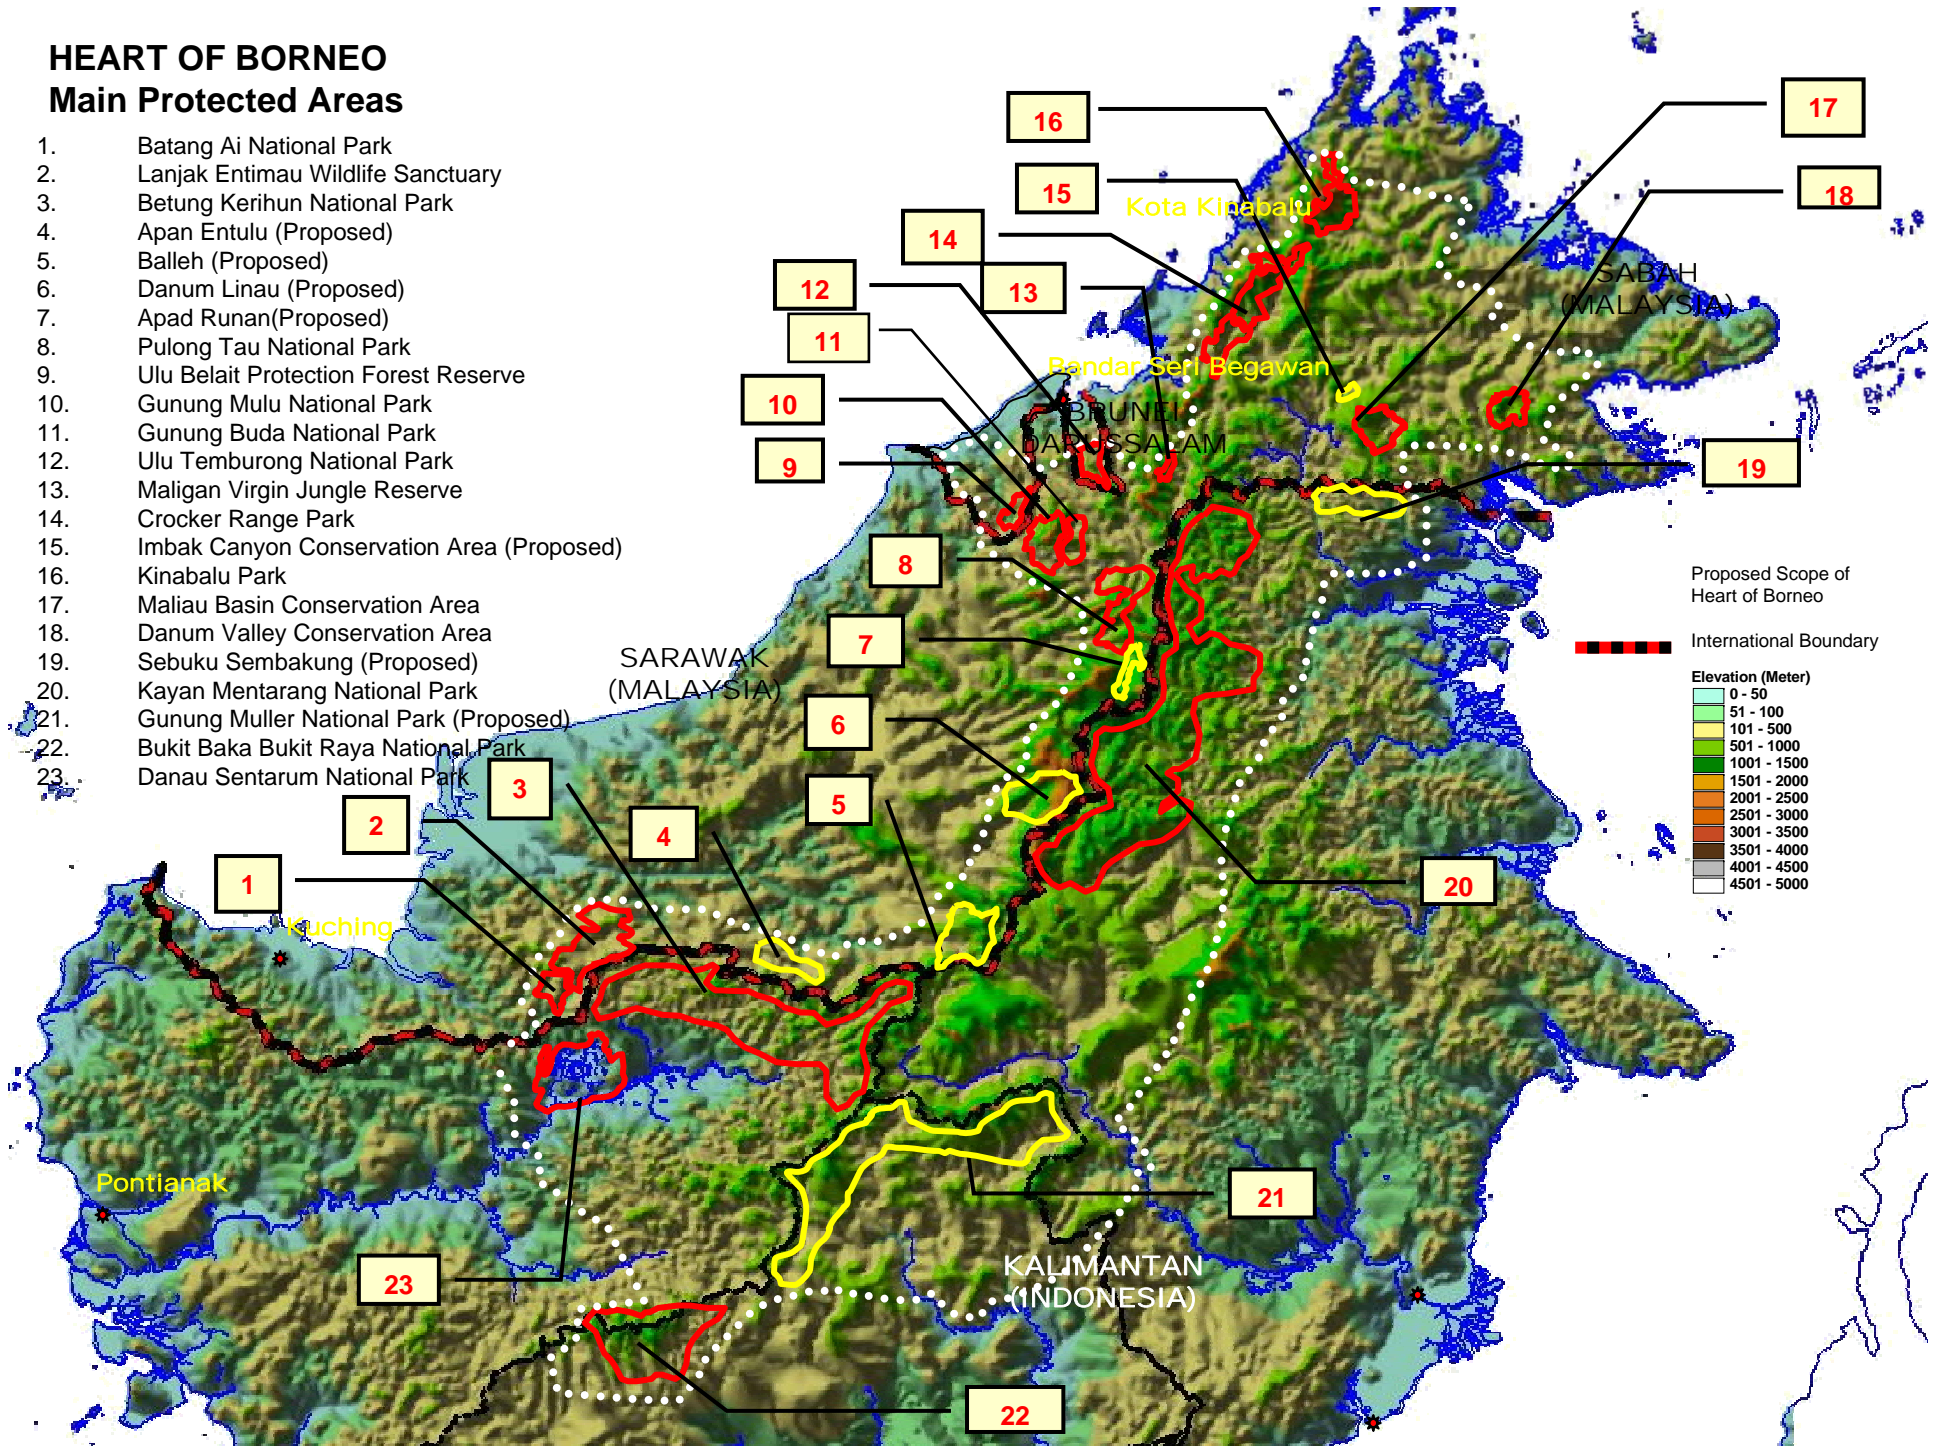 HEART OF BORNEO
Main Protected Areas
1. Batang Ai National Park
2. Lanjak Entimau Wildlife Sanctuary
3. Betung Kerihun National Park
4. Apan Entulu (Proposed)
5. Balleh (Proposed)
6. Danum Linau (Proposed)
7. Apad Runan(Proposed)
8. Pulong Tau National Park
9. Ulu Belait Protection Forest Reserve
10. Gunung Mulu National Park
11. Gunung Buda National Park
12. Ulu Temburong National Park
13. Maligan Virgin Jungle Reserve
14. Crocker Range Park
15. Imbak Canyon Conservation Area (Proposed)
16. Kinabalu Park
17. Maliau Basin Conservation Area
18. Danum Valley Conservation Area
19. Sebuku Sembakung (Proposed)
20. Kayan Mentarang National Park
21. Gunung Muller National Park (Proposed)
22. Bukit Baka Bukit Raya National Park
23. Danau Sentarum National Park
16
17
15
18
Kota Kinabalu
14
12
13
SABAH
(MALAYSIA)
11
Bandar Seri Begawan
10
BRUNEI
DARUSSALAM
9
19
8
7
SARAWAK
(MALAYSIA)
6
5
3
2
4
1
20
Kuching
Pontianak
21
23
KALIMANTAN
(INDONESIA)
22
Proposed Scope of
Heart of Borneo
International Boundary
Elevation (Meter)
0 - 50
51 - 100
101 - 500
501 - 1000
1001 - 1500
1501 - 2000
2001 - 2500
2501 - 3000
3001 - 3500
3501 - 4000
4001 - 4500
4501 - 5000